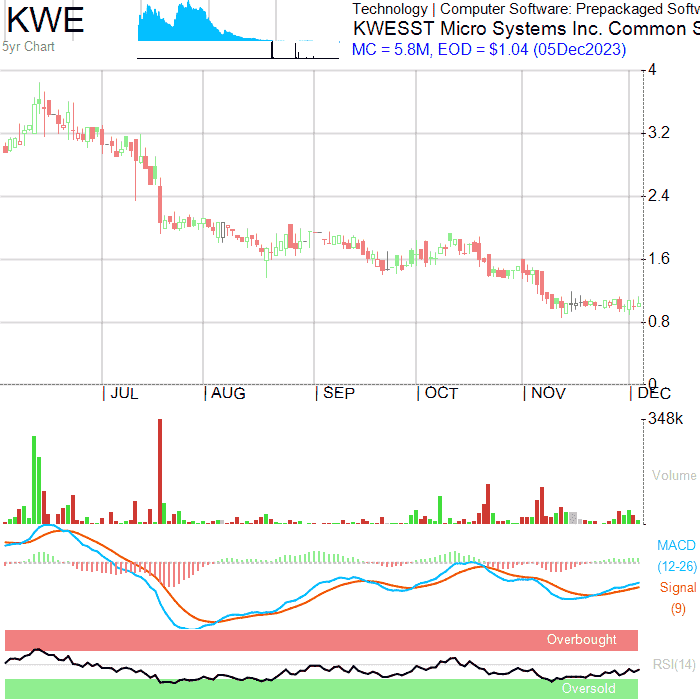 KWE
5yr Chart
Technology | Computer Software: Prepackaged Softw
KWESST Micro Systems Inc. Common S
MC = 5.8M, EOD = $1.04 (05Dec2023)
4
3.2
2.4
1.6
0.8
0
JUL AUG SEP OCT NOV DEC
348k
Volume
MACD
(12-26)
Signal
(9)
Overbought
RSI(14)
Oversold